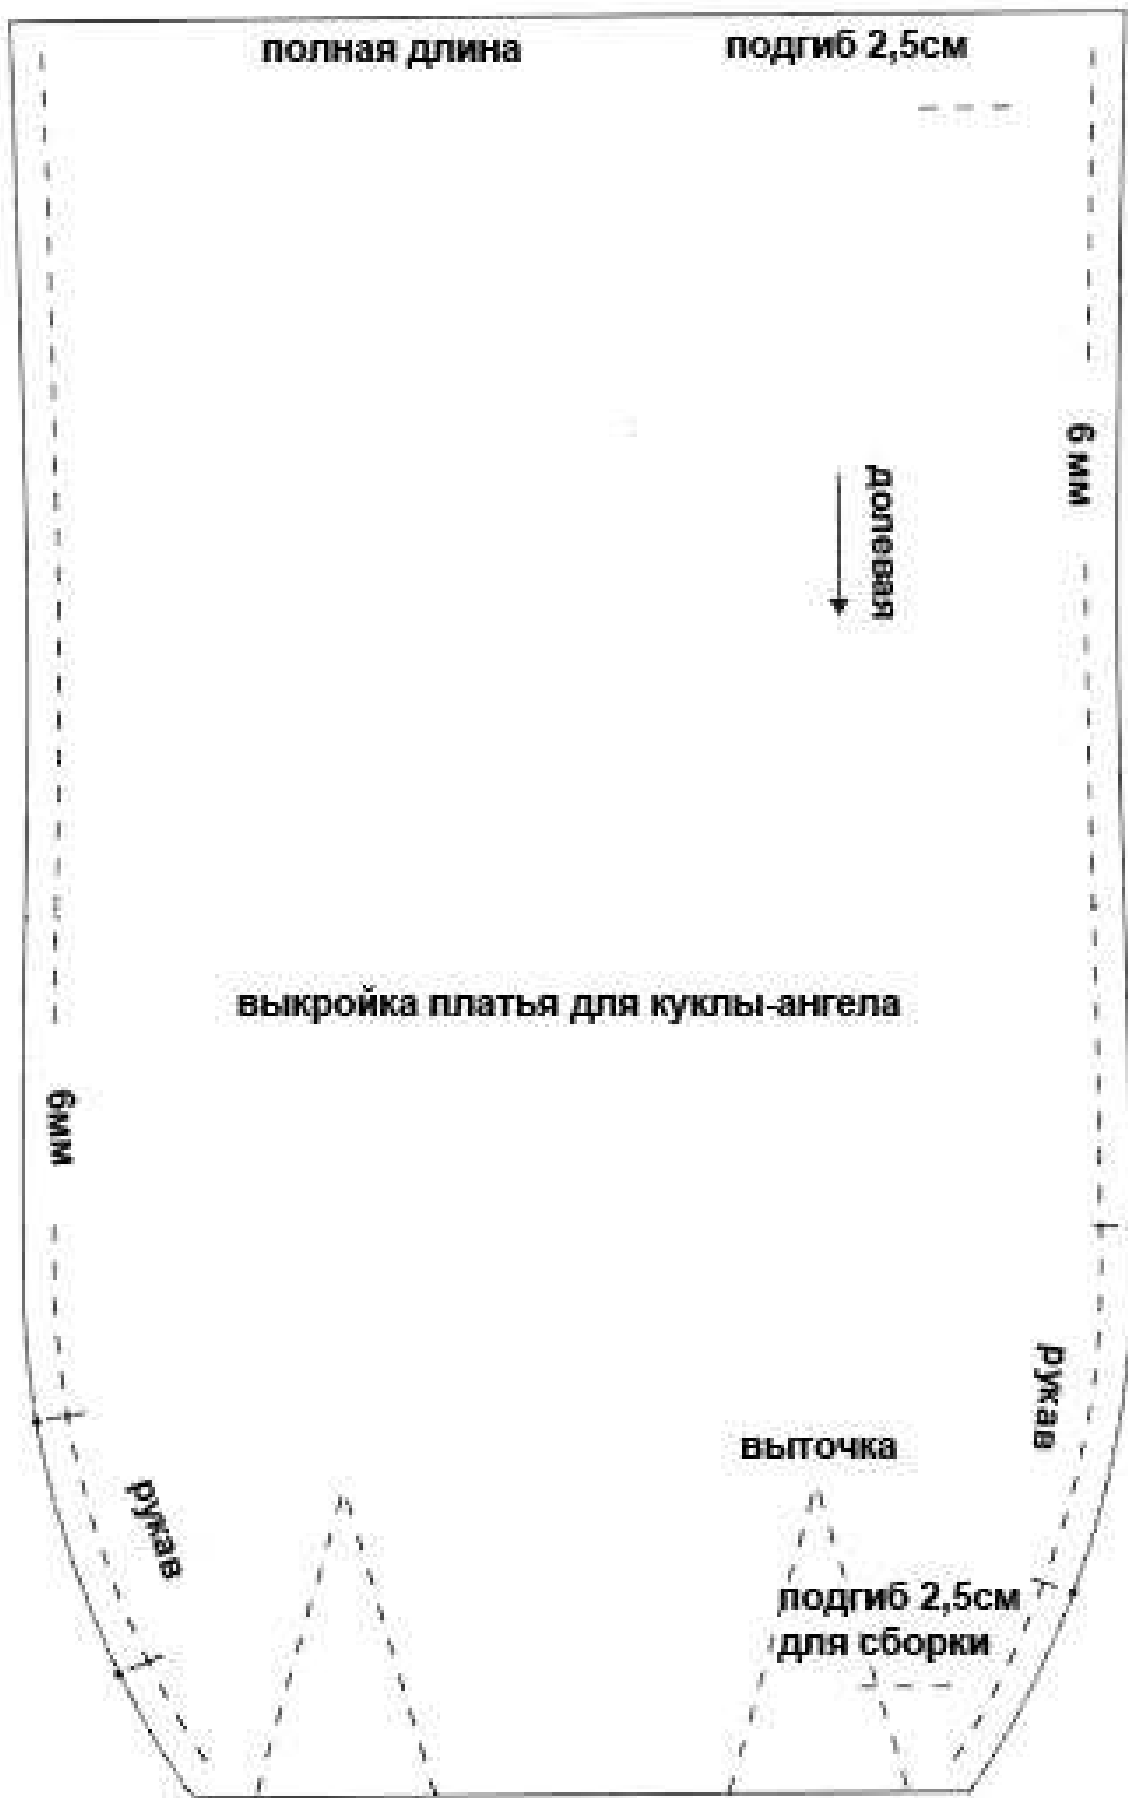 полная длина
подгиб 2,5см
6 мм
долевая
выкройка платья для куклы-ангела
6мм
рукав
выточка
рукав
подгиб 2,5см
для сборки